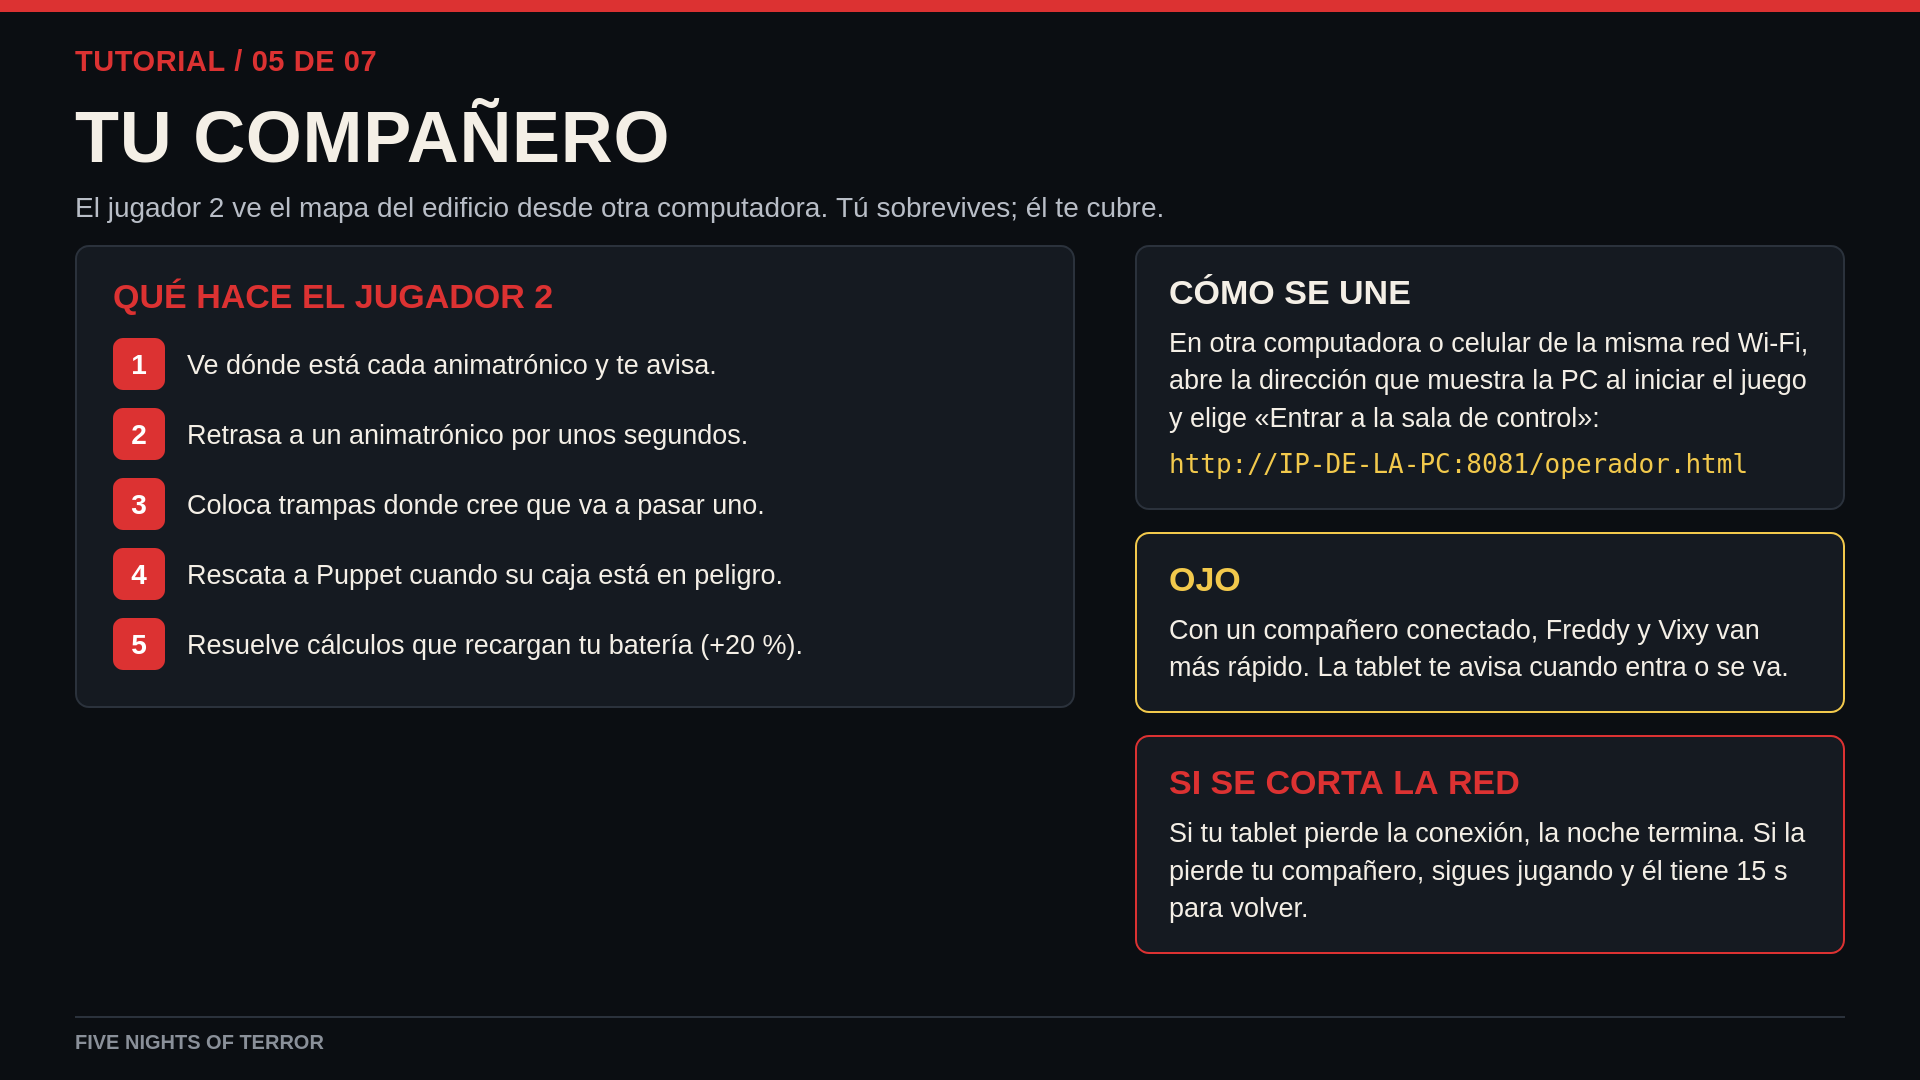 TUTORIAL / 05 DE 07
TU COMPAÑERO
El jugador 2 ve el mapa del edificio desde otra computadora. Tú sobrevives; él te cubre.
QUÉ HACE EL JUGADOR 2
1 Ve dónde está cada animatrónico y te avisa.
2 Retrasa a un animatrónico por unos segundos.
3 Coloca trampas donde cree que va a pasar uno.
4 Rescata a Puppet cuando su caja está en peligro.
5 Resuelve cálculos que recargan tu batería (+20 %).
CÓMO SE UNE
En otra computadora o celular de la misma red Wi-Fi,
abre la dirección que muestra la PC al iniciar el juego
y elige «Entrar a la sala de control»:
http://IP-DE-LA-PC:8081/operador.html
OJO
Con un compañero conectado, Freddy y Vixy van
más rápido. La tablet te avisa cuando entra o se va.
SI SE CORTA LA RED
Si tu tablet pierde la conexión, la noche termina. Si la
pierde tu compañero, sigues jugando y él tiene 15 s
para volver.
FIVE NIGHTS OF TERROR